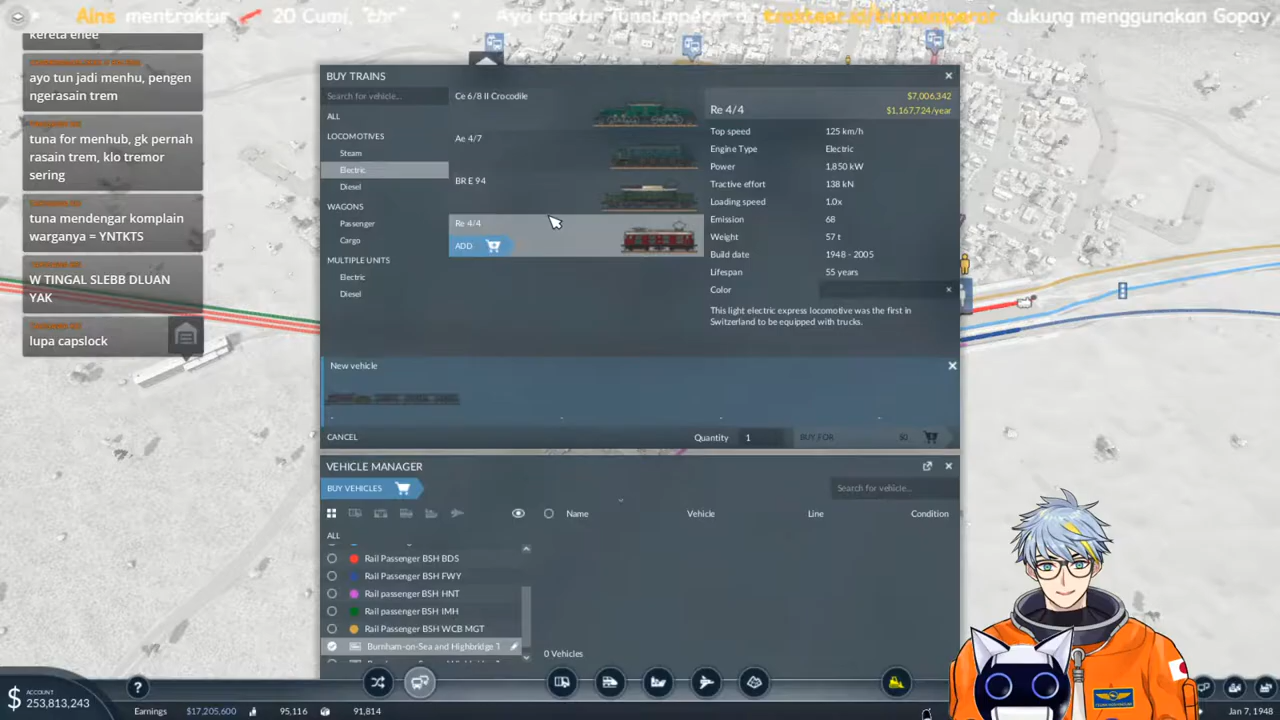 Ains mentraktir 20 Cumi, "thr"
dukung menggunakan Gopay,
kereta enert
ayo tun jadi menhu, pengen
ngerasain trem
tuna for menhub, gk pernah
rasain trem, klo tremor
sering
tuna mendengar komplain
warganya = YNTKTS
W TINGAL SLEBB DLUAN
YAK
lupa capslock
BUY TRAINS
Search for vehicle...
ALL
LOCOMOTIVES
Steam
Electric
Diesel
WAGONS
Passenger
Cargo
MULTIPLE UNITS
Electric
Diesel
Ce 6/8 II Crocodile
Ae 4/7
BR E 94
Re 4/4
ADD
Re 4/4
$7,006,342
$1,167,724/year
Top speed 125 km/h
Engine Type Electric
Power 1,850 kW
Tractive effort 138 kN
Loading speed 1.0x
Emission 68
Weight 57 t
Build date 1948 - 2005
Lifespan 55 years
Color
This light electric express locomotive was the first in
Switzerland to be equipped with trucks.
New vehicle
CANCEL
Quantity 1
BUY FOR $0
VEHICLE MANAGER
BUY VEHICLES
Search for vehicle...
Name Vehicle Line Condition
ALL
Rail Passenger BSH BDS
Rail Passenger BSH FWY
Rail passenger BSH HNT
Rail passenger BSH IMH
Rail Passenger BSH WCB MGT
Burnham-on-Sea and Highbridge T
0 Vehicles
$ ACCOUNT
253,813,243
?
Earnings $17,205,600 95,116 91,814
Jan 7, 1948